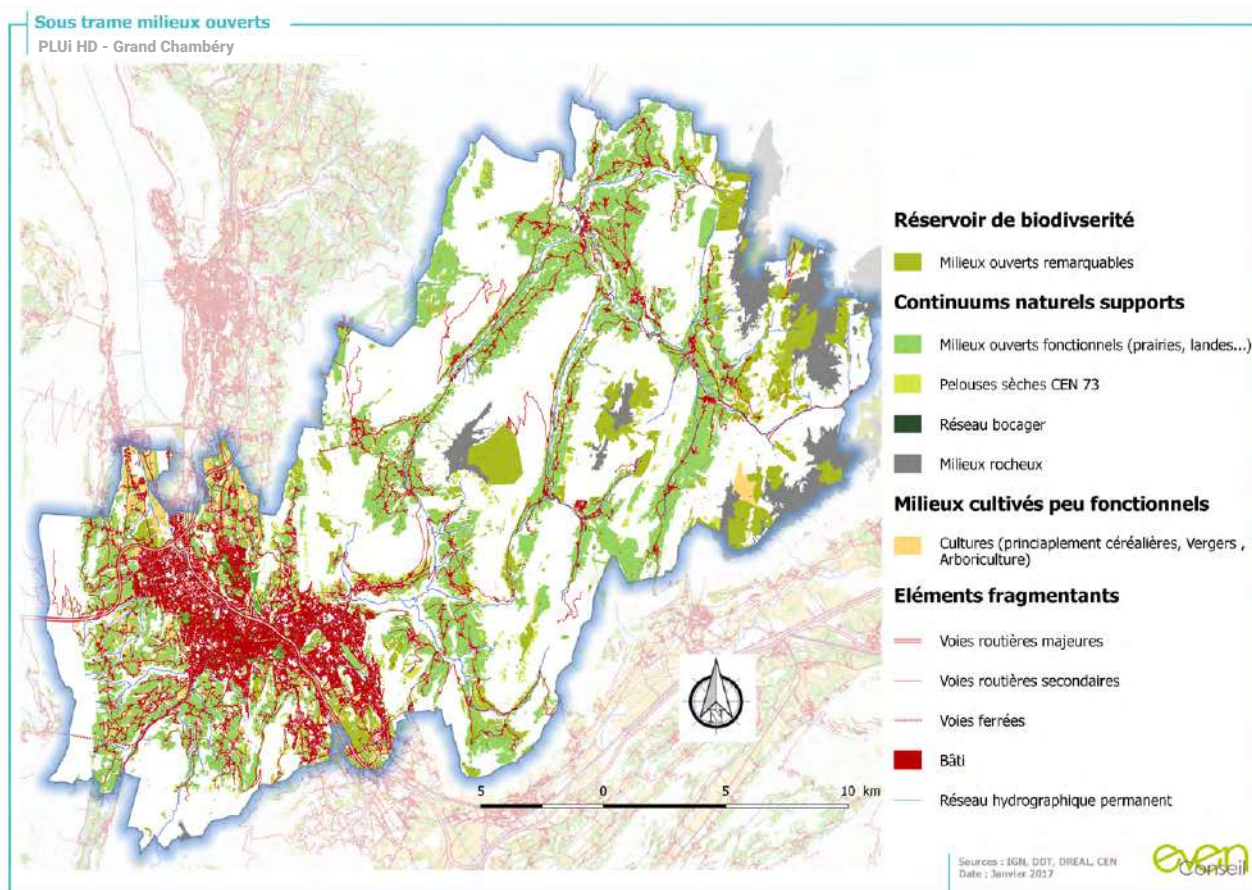 Sous trame milieux ouverts
PLUi HD - Grand Chambéry
Réservoir de biodivserité
Milieux ouverts remarquables
Continuums naturels supports
Milieux ouverts fonctionnels (prairies, landes...)
Pelouses sèches CEN 73
Réseau bocager
Milieux rocheux
Milieux cultivés peu fonctionnels
Cultures (princiaplement céréalières, Vergers ,
Arboriculture)
Eléments fragmentants
Voies routières majeures
Voies routières secondaires
Voies ferrées
Bâti
Réseau hydrographique permanent
N
5 0 5 10 km
Sources : IGN, DDT, DREAL, CEN
Date : Janvier 2017
even
Conseil